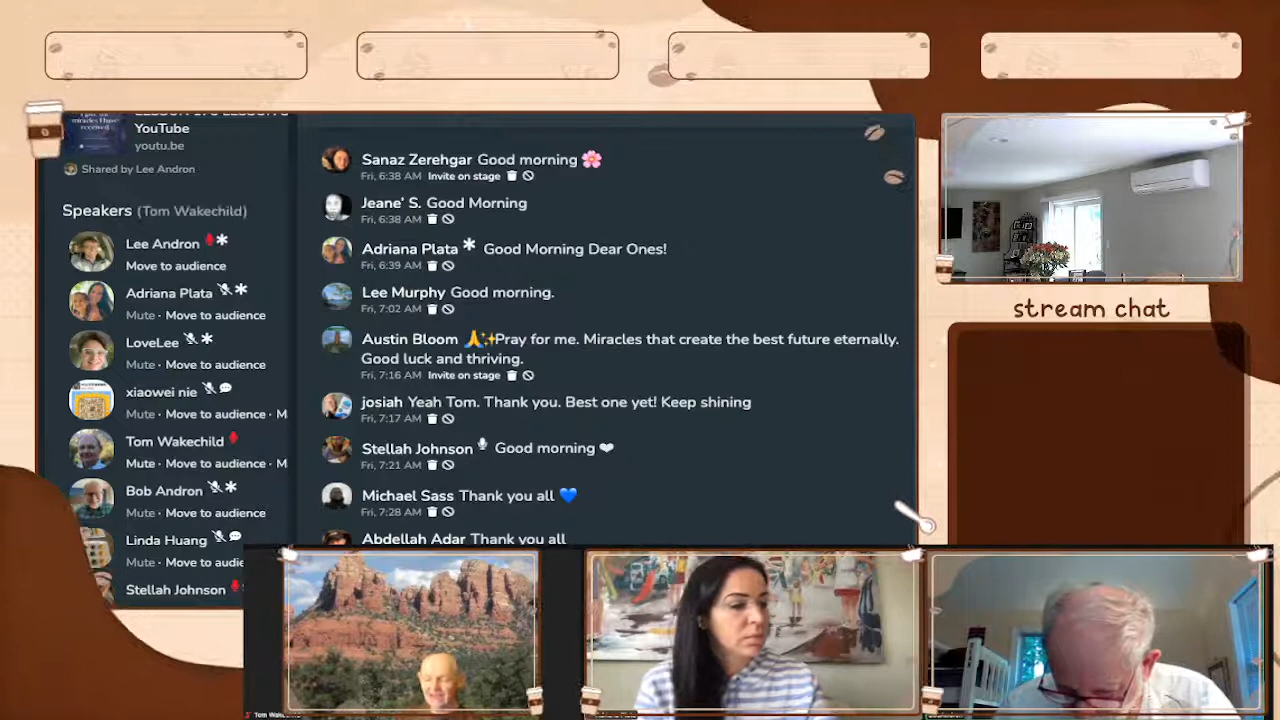 YouTube
youtu.be
Shared by Lee Andron
Speakers (Tom Wakechild)
Lee Andron
Move to audience
Adriana Plata
Mute · Move to audience
LoveLee
Mute · Move to audience
xiaowei nie
Mute · Move to audience · M
Tom Wakechild
Mute · Move to audience · M
Bob Andron
Mute · Move to audience
Linda Huang
Mute · Move to audie
Stellah Johnson
Sanaz Zerehgar Good morning 🌸
Fri, 6:38 AM Invite on stage
Jeane' S. Good Morning
Fri, 6:38 AM
Adriana Plata * Good Morning Dear Ones!
Fri, 6:39 AM
Lee Murphy Good morning.
Fri, 7:02 AM
Austin Bloom 🙏✨Pray for me. Miracles that create the best future eternally.
Good luck and thriving.
Fri, 7:16 AM Invite on stage
josiah Yeah Tom. Thank you. Best one yet! Keep shining
Fri, 7:17 AM
Stellah Johnson Good morning ❤
Fri, 7:21 AM
Michael Sass Thank you all 💙
Fri, 7:28 AM
Abdellah Adar Thank you all
stream chat